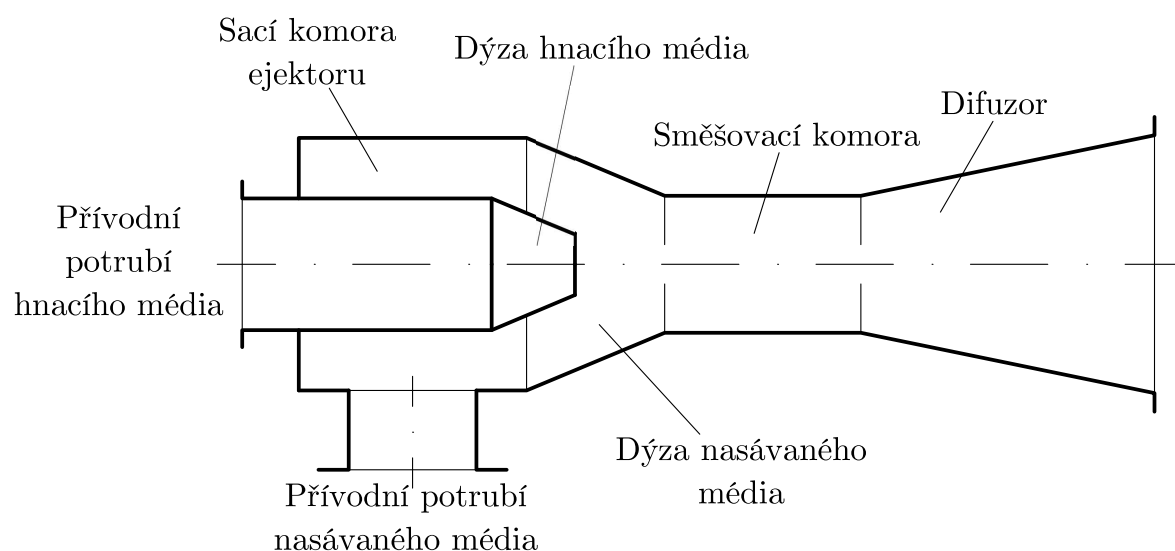 Sací komora
ejektoru
Dýza hnacího média
Difuzor
Směšovací komora
Přívodní
potrubí
hnacího média
Dýza nasávaného
média
Přívodní potrubí
nasávaného média